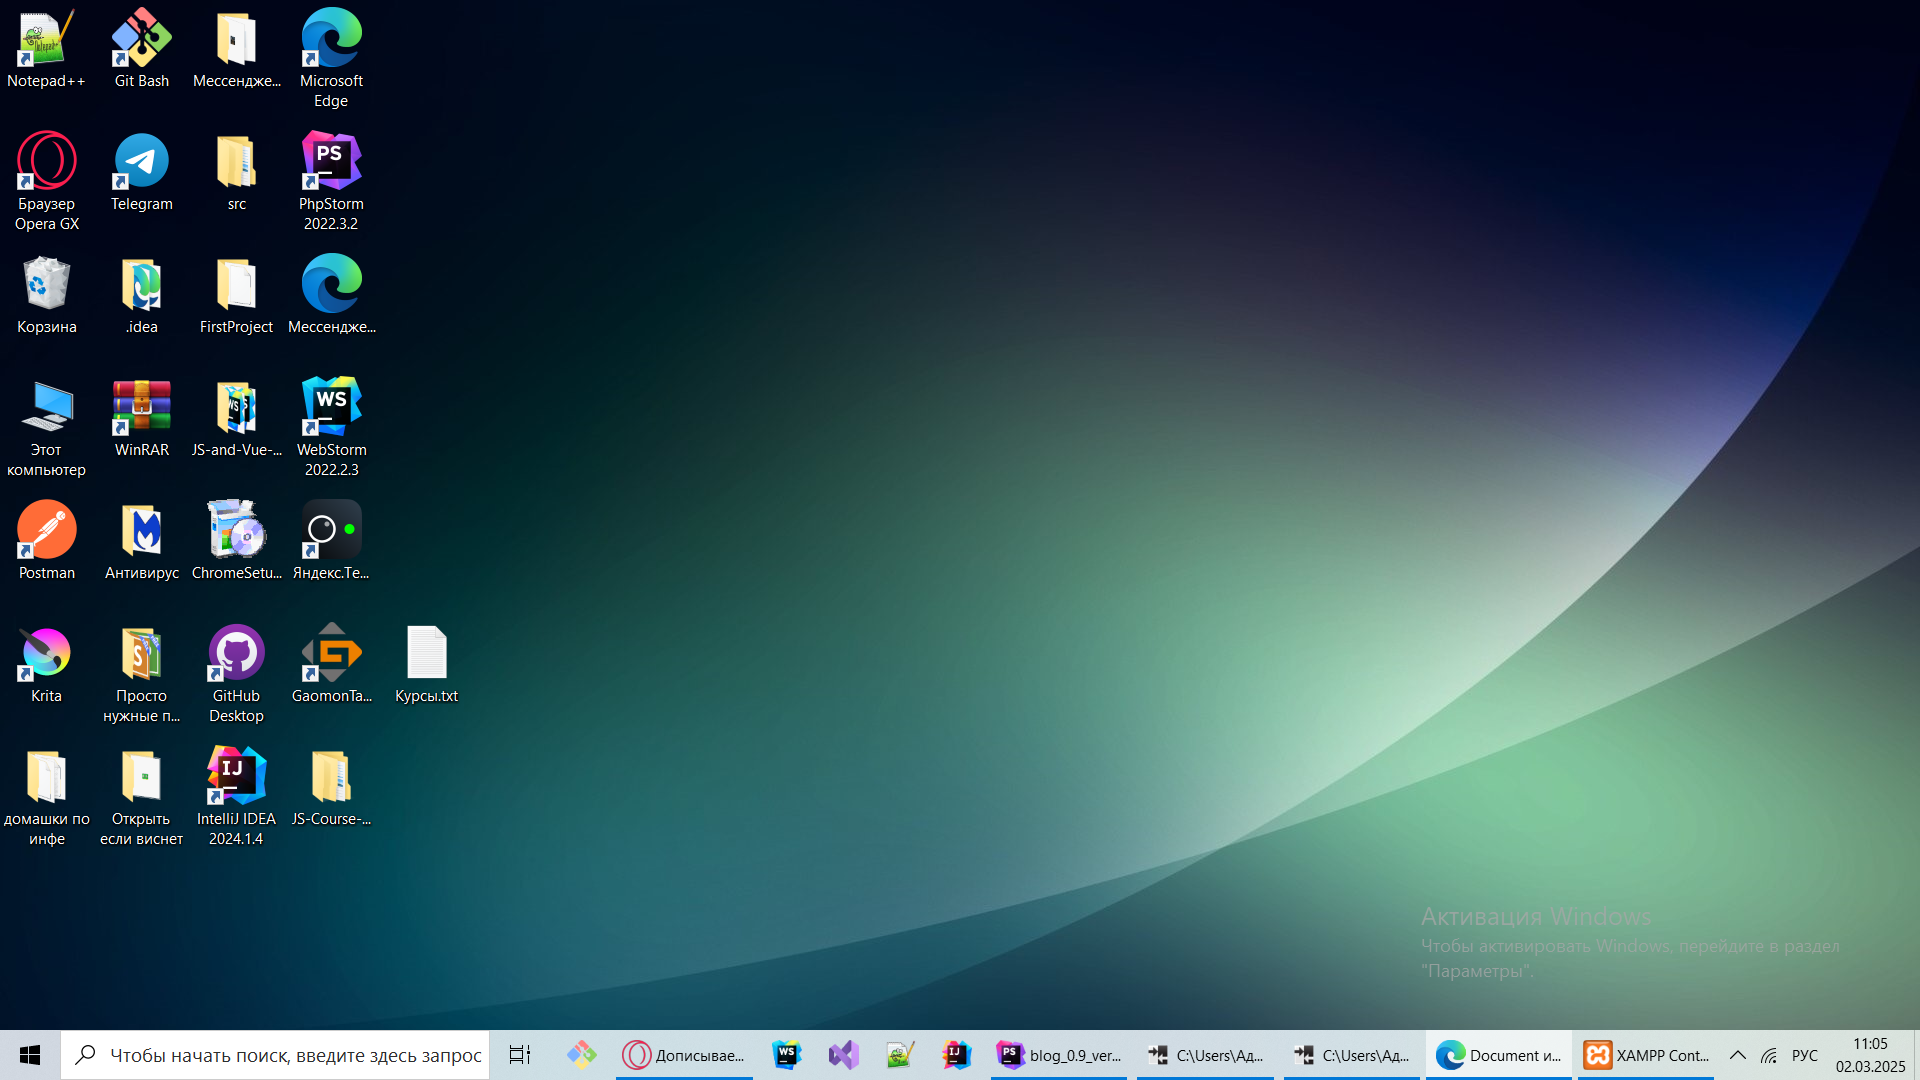 Notepad++
Git Bash
Мессендже...
Microsoft
Edge
Браузер
Opera GX
Telegram
src
PhpStorm
2022.3.2
Корзина
.idea
FirstProject
Мессендже...
Этот
компьютер
WinRAR
JS-and-Vue-...
WebStorm
2022.2.3
Postman
Антивирус
ChromeSetu...
Яндекс.Те...
Krita
Просто
нужные п...
GitHub
Desktop
GaomonTa...
Курсы.txt
домашки по
инфе
Открыть
если виснет
IntelliJ IDEA
2024.1.4
JS-Course-...
Активация Windows
Чтобы активировать Windows, перейдите в раздел
"Параметры".
Чтобы начать поиск, введите здесь запрос
Дописывае...
blog_0.9_ver...
C:\Users\Ад...
C:\Users\Ад...
Document и...
XAMPP Cont...
РУС
11:05
02.03.2025